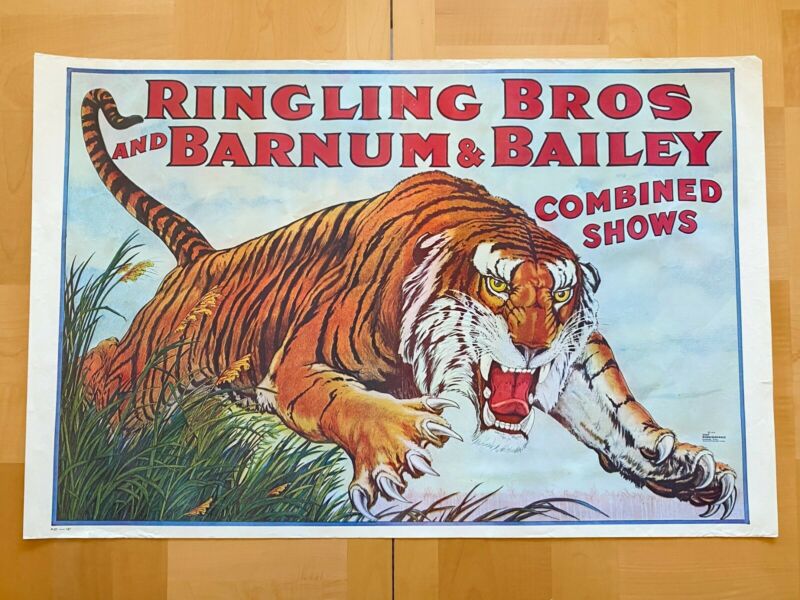 RINGLING BROS
AND BARNUM & BAILEY
COMBINED
SHOWS